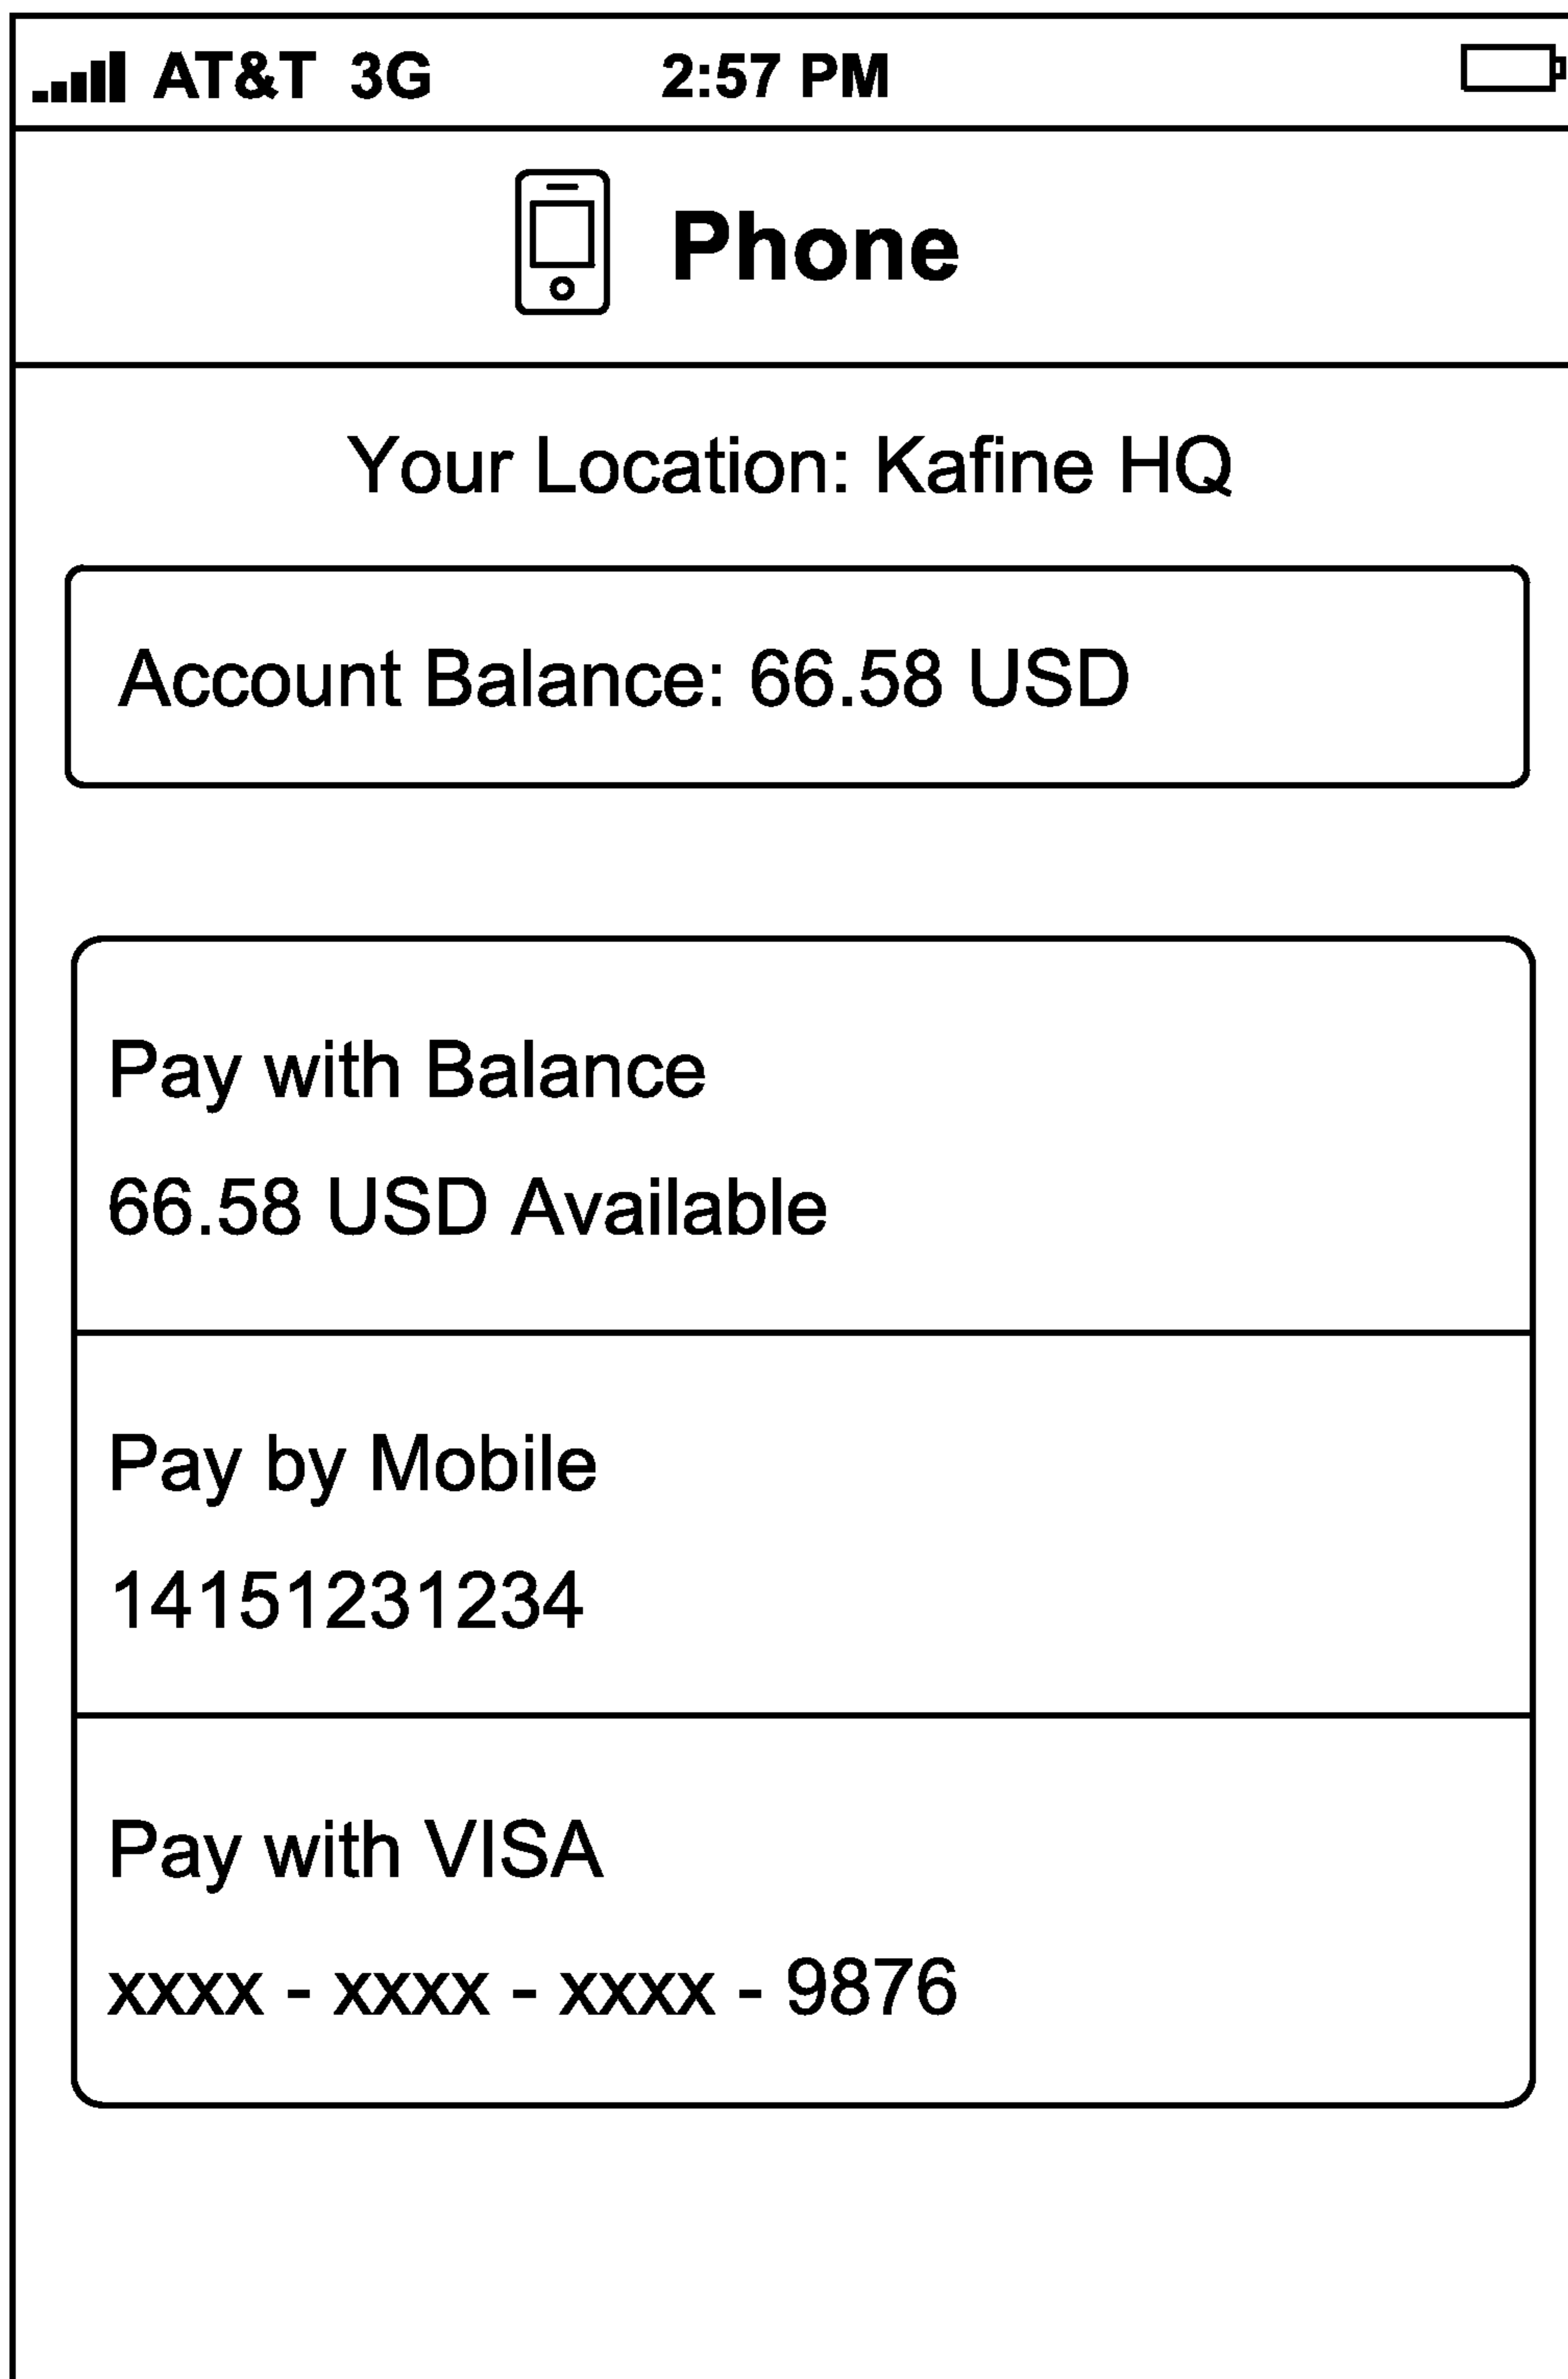 AT&T 3G 2:57 PM
Phone
Your Location: Kafine HQ
Account Balance: 66.58 USD
Pay with Balance
66.58 USD Available
Pay by Mobile
14151231234
Pay with VISA
xxxx - xxxx - xxxx - 9876